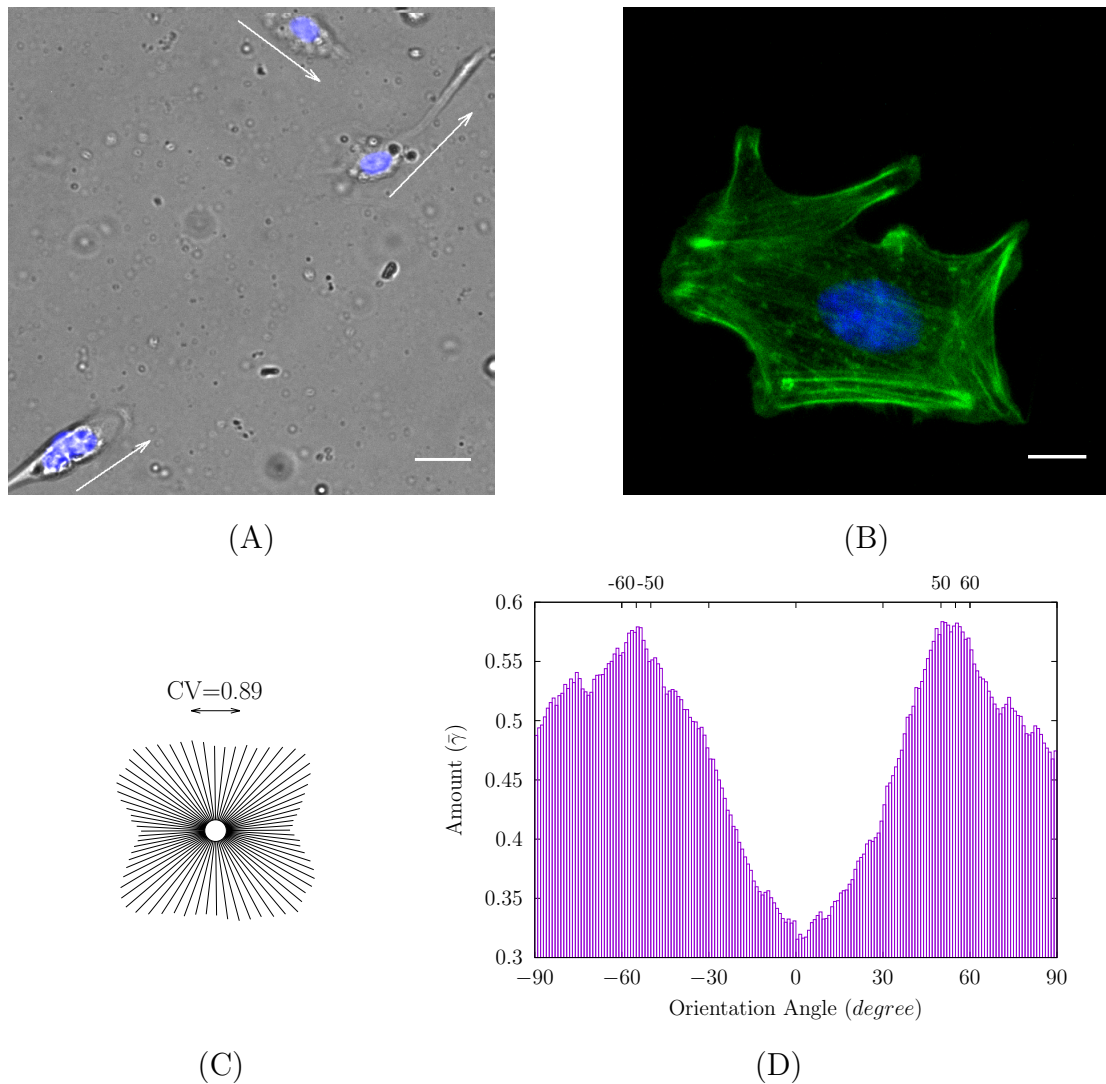 (A)
(B)
CV=0.89
-60 -50 50 60
0.6
0.55
0.5
0.45
0.4
0.35
0.3
Amount (γ̄)
−90 −60 −30 0 30 60 90
Orientation Angle (degree)
(C)
(D)